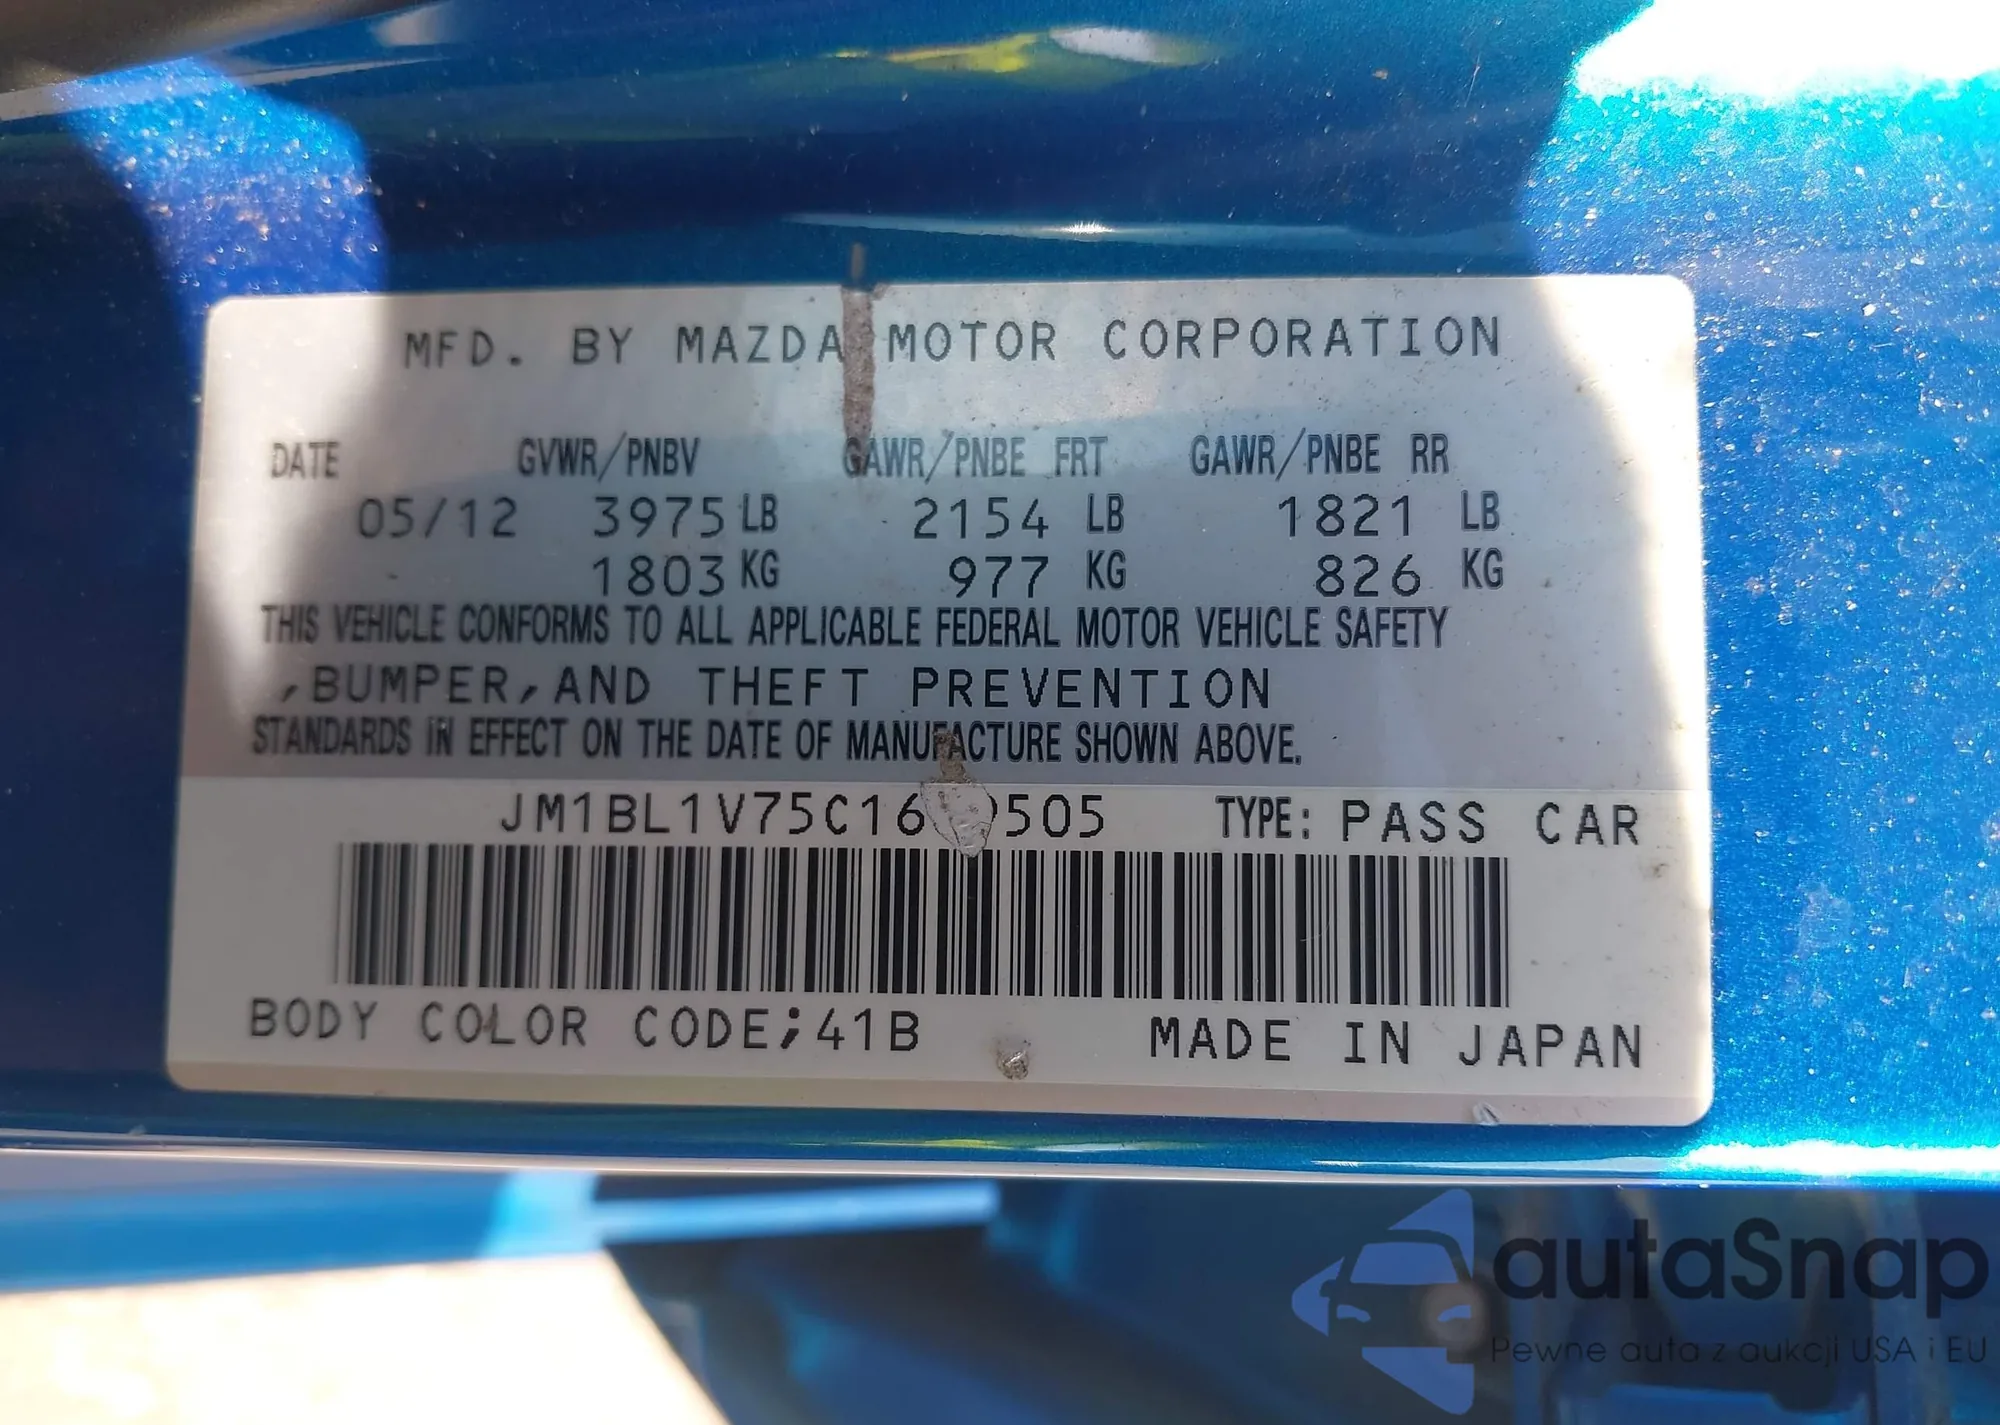 MFD. BY MAZDA MOTOR CORPORATION
DATE GVWR/PNBV GAWR/PNBE FRT GAWR/PNBE RR
05/12 3975 LB 2154 LB 1821 LB
1803 KG 977 KG 826 KG
THIS VEHICLE CONFORMS TO ALL APPLICABLE FEDERAL MOTOR VEHICLE SAFETY
,BUMPER,AND THEFT PREVENTION
STANDARDS IN EFFECT ON THE DATE OF MANUFACTURE SHOWN ABOVE.
TYPE: PASS CAR
BODY COLOR CODE;41B MADE IN JAPAN
autaSnap
Pewne auta z aukcji USA i EU